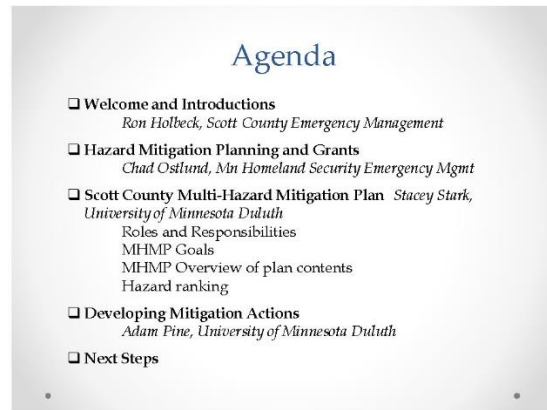 Agenda
❑ Welcome and Introductions
Ron Holbeck, Scott County Emergency Management
❑ Hazard Mitigation Planning and Grants
Chad Ostlund, Mn Homeland Security Emergency Mgmt
❑ Scott County Multi-Hazard Mitigation Plan Stacey Stark,
University of Minnesota Duluth
Roles and Responsibilities
MHMP Goals
MHMP Overview of plan contents
Hazard ranking
❑ Developing Mitigation Actions
Adam Pine, University of Minnesota Duluth
❑ Next Steps